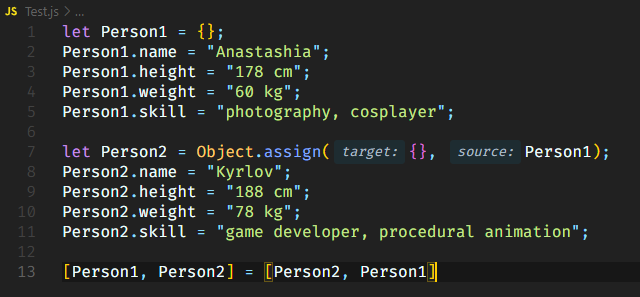 JS Test.js > ...
1 let Person1 = {};
2 Person1.name = "Anastashia";
3 Person1.height = "178 cm";
4 Person1.weight = "60 kg";
5 Person1.skill = "photography, cosplayer";
6
7 let Person2 = Object.assign( target: {}, source: Person1);
8 Person2.name = "Kyrlov";
9 Person2.height = "188 cm";
10 Person2.weight = "78 kg";
11 Person2.skill = "game developer, procedural animation";
12
13 [Person1, Person2] = [Person2, Person1]